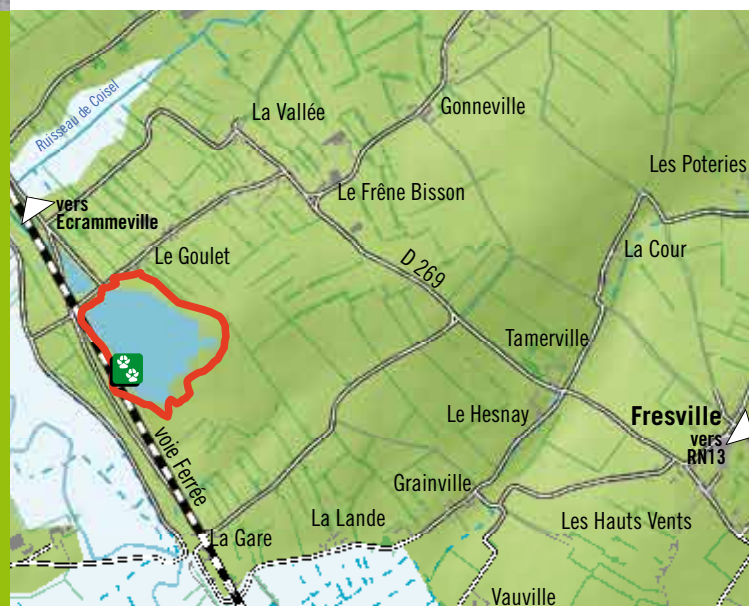 Ruisseau de Coisel
La Vallée
Gonneville
Les Poteries
Le Frêne Bisson
vers
Ecrammeville
Le Goulet
D 269
La Cour
Tamerville
Le Hesnay
Fresville
vers
RN13
voie Ferrée
Grainville
La Lande
Les Hauts Vents
La Gare
Vauville